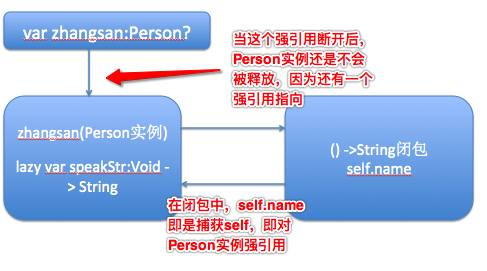 var zhangsan:Person?
当这个强引用断开后，
Person实例还是不会
被释放，因为还有一个
强引用指向
zhangsan(Person实例)
lazy var speakStr:Void -
> String
() ->String闭包
self.name
在闭包中，self.name
即是捕获self，即对
Person实例强引用